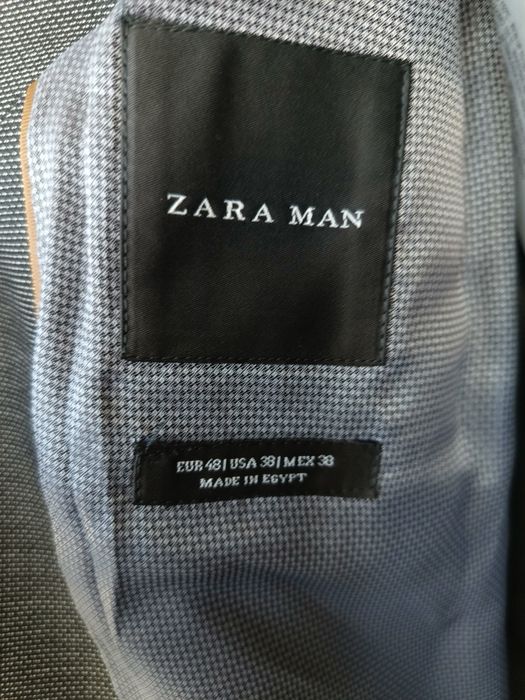 ZARA MAN
EUR 48 | USA 38 | MEX 38
MADE IN EGYPT